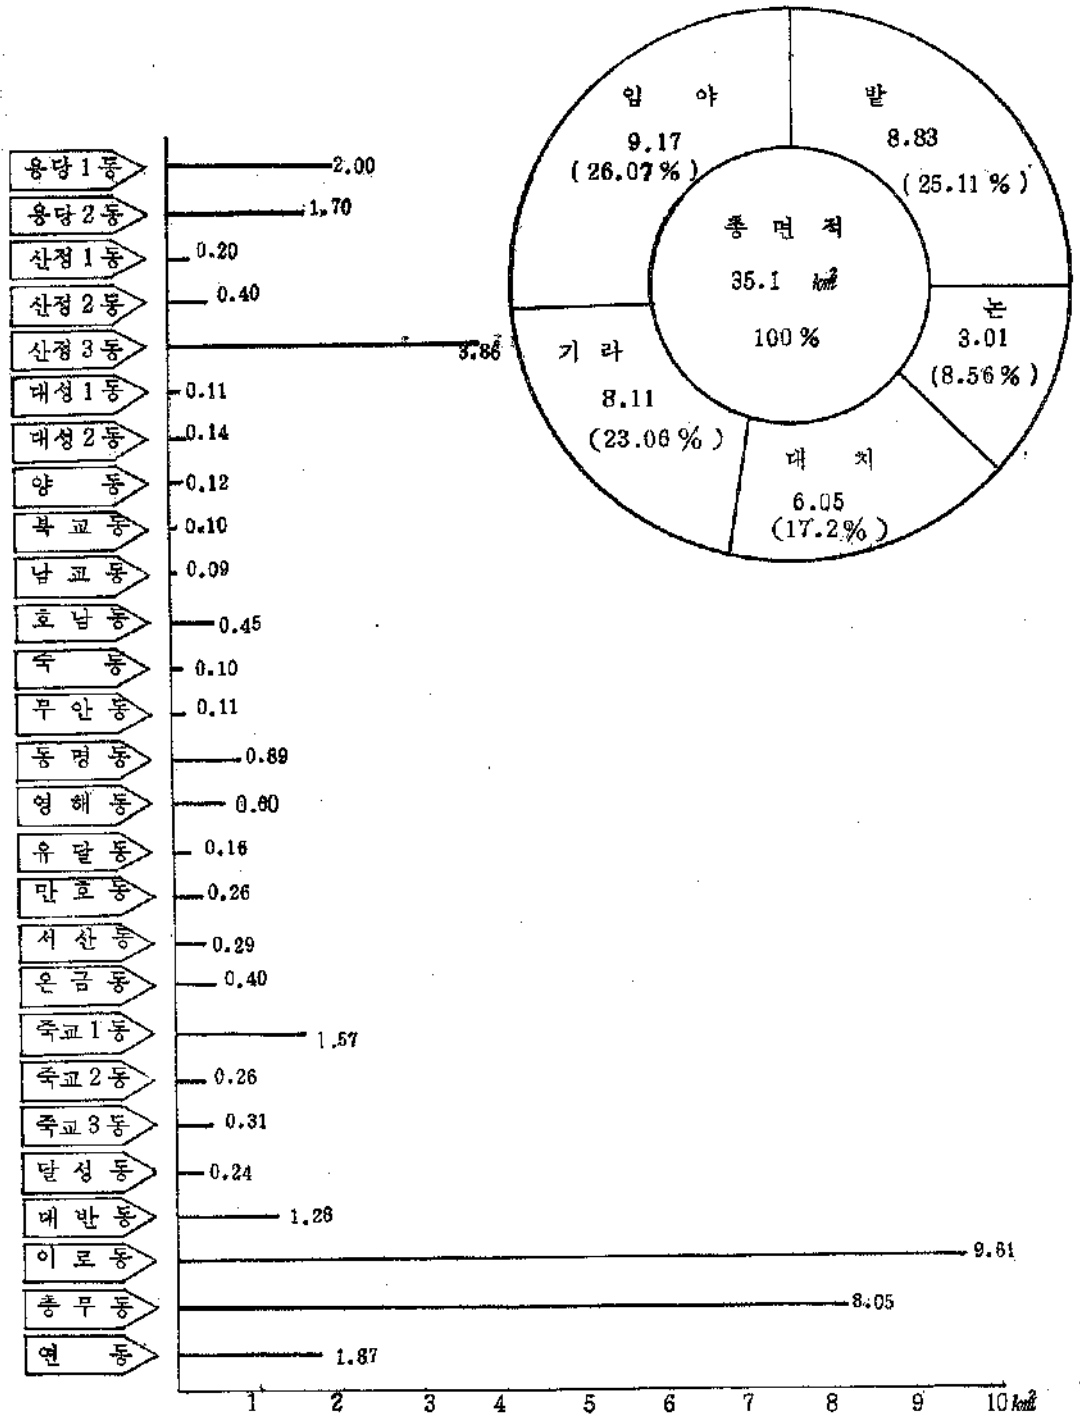 임 야
9.17
(26.07%)
밭
8.83
(25.11%)
총 면 적
35.1 ㎢
100%
논
3.01
(8.56%)
기 라
8.11
(23.06%)
대 치
6.05
(17.2%)
용당1동 2.00
용당2동 1.70
산정1동 0.20
산정2동 0.40
산정3동 3.86
대성1동 0.11
대성2동 0.14
양 동 0.12
북교동 0.10
남교동 0.09
호남동 0.45
죽 동 0.10
무안동 0.11
동명동 0.89
영해동 0.60
유달동 0.16
만호동 0.26
서산동 0.29
온금동 0.40
죽교1동 1.57
죽교2동 0.26
죽교3동 0.31
달성동 0.24
대반동 1.28
이로동 9.61
충무동 8.05
연 동 1.87
1 2 3 4 5 6 7 8 9 10 ㎢